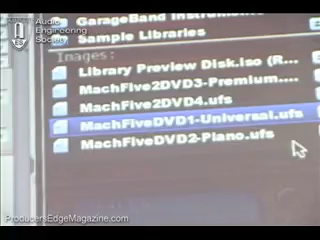 Audio
Engineering
Society
GarageBand Instruments
Sample Libraries
Images:
Library Preview Disk.iso (R...
MachFive2DVD3-Premium....
MachFive2DVD4.ufs
MachFiveDVD1-Universal.ufs
MachFiveDVD2-Piano.ufs
ProducersEdgeMagazine.com